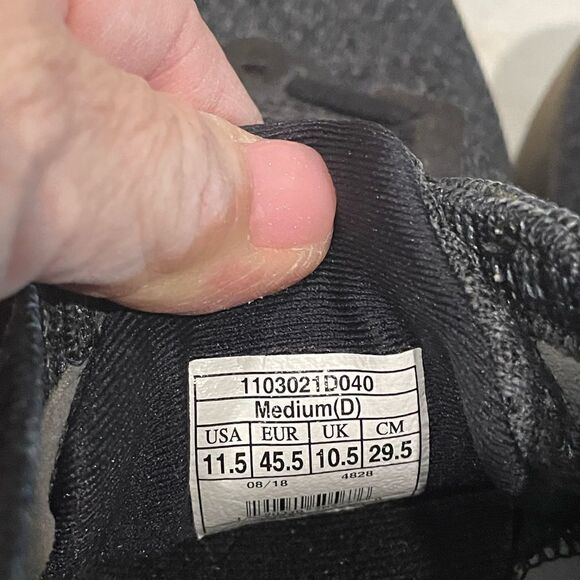 1103021D040
Medium(D)
USA EUR UK CM
11.5 45.5 10.5 29.5
08/18 4828